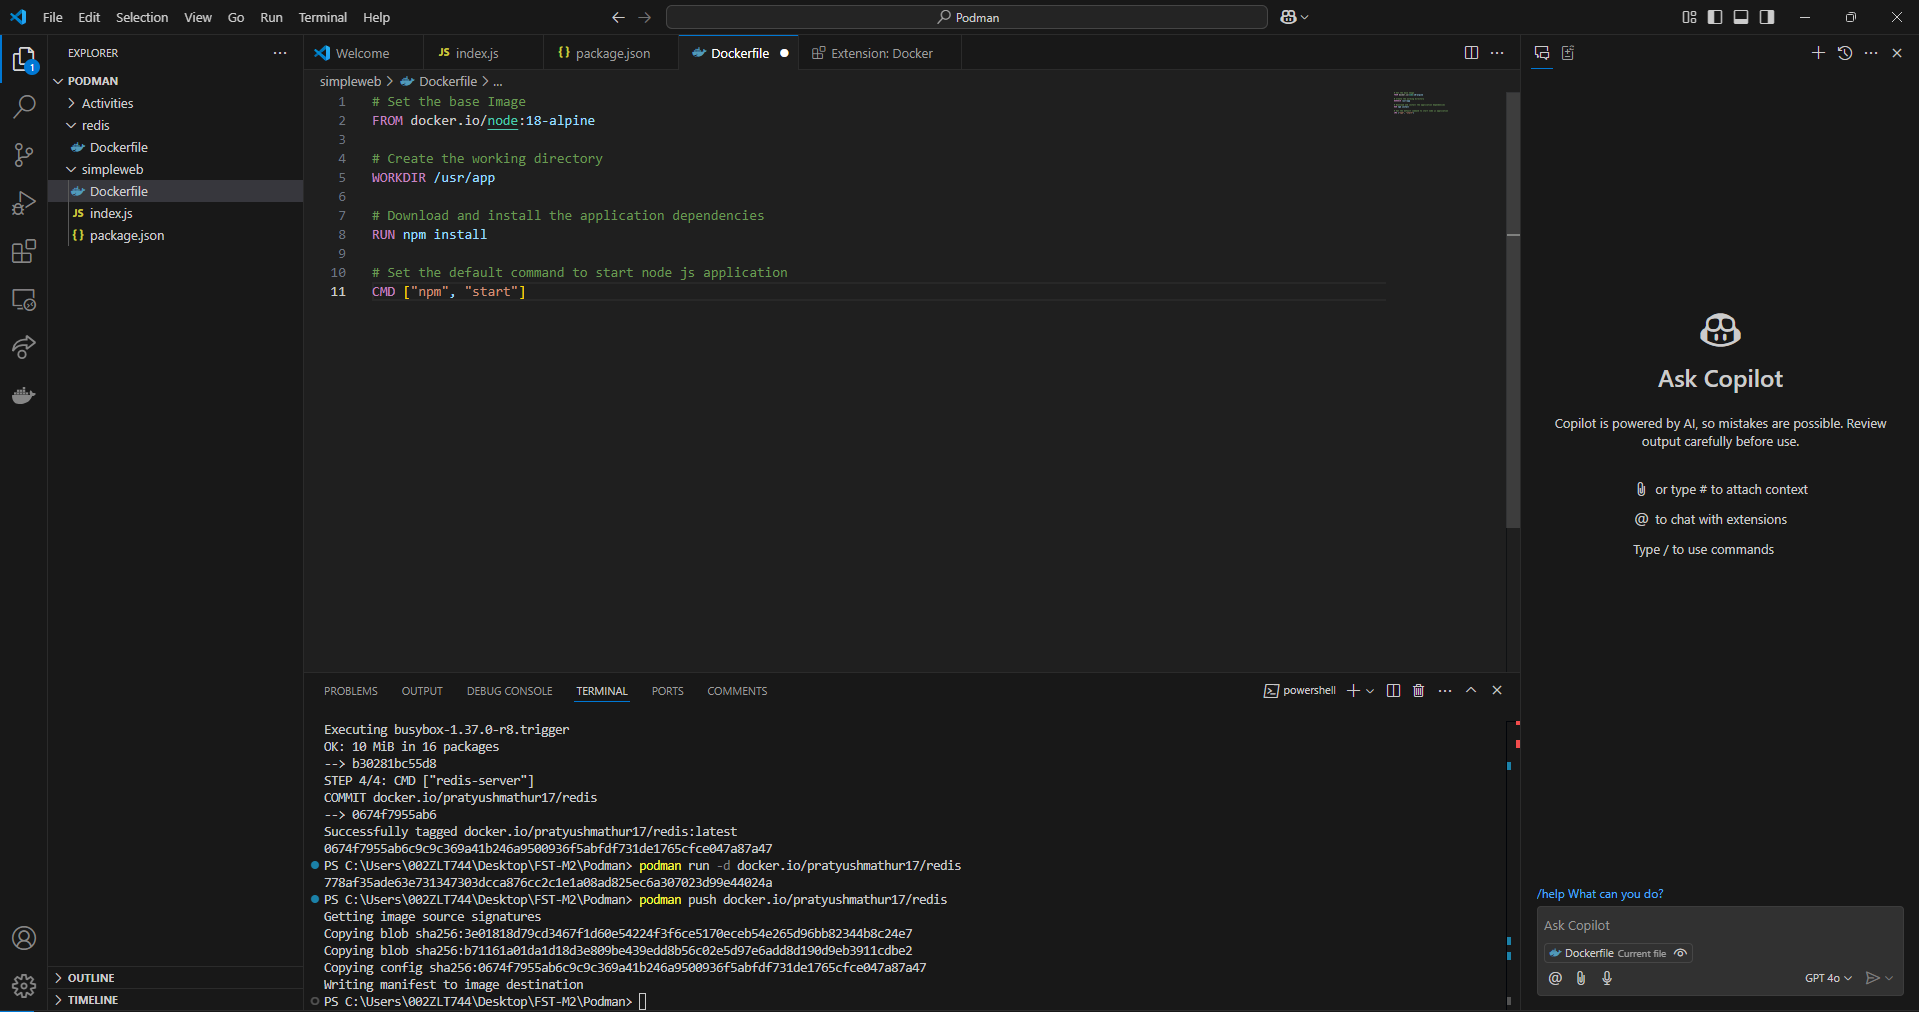 File Edit Selection View Go Run Terminal Help
Podman
EXPLORER
PODMAN
Activities
redis
Dockerfile
simpleweb
Dockerfile
JS index.js
{} package.json
OUTLINE
TIMELINE
1
Welcome
JS index.js
{} package.json
Dockerfile
Extension: Docker
simpleweb > Dockerfile > ...
1 # Set the base Image
2 FROM docker.io/node:18-alpine
3
4 # Create the working directory
5 WORKDIR /usr/app
6
7 # Download and install the application dependencies
8 RUN npm install
9
10 # Set the default command to start node js application
11 CMD ["npm", "start"]
PROBLEMS OUTPUT DEBUG CONSOLE TERMINAL PORTS COMMENTS
powershell
Executing busybox-1.37.0-r8.trigger
OK: 10 MiB in 16 packages
--> b30281bc55d8
STEP 4/4: CMD ["redis-server"]
COMMIT docker.io/pratyushmathur17/redis
--> 0674f7955ab6
Successfully tagged docker.io/pratyushmathur17/redis:latest
0674f7955ab6c9c9c369a41b246a9500936f5abfdf731de1765cfce047a87a47
PS C:\Users\002ZLT744\Desktop\FST-M2\Podman> podman run -d docker.io/pratyushmathur17/redis
778af35ade63e731347303dcca876cc2c1e1a08ad825ec6a307023d99e44024a
PS C:\Users\002ZLT744\Desktop\FST-M2\Podman> podman push docker.io/pratyushmathur17/redis
Getting image source signatures
Copying blob sha256:3e01818d79cd3467f1d60e54224f3f6ce5170eceb54e265d96bb82344b8c24e7
Copying blob sha256:b71161a01da1d18d3e809be439edd8b56c02e5d97e6add8d190d9eb3911cdbe2
Copying config sha256:0674f7955ab6c9c9c369a41b246a9500936f5abfdf731de1765cfce047a87a47
Writing manifest to image destination
PS C:\Users\002ZLT744\Desktop\FST-M2\Podman>
Ask Copilot
Copilot is powered by AI, so mistakes are possible. Review
output carefully before use.
or type # to attach context
@ to chat with extensions
Type / to use commands
/help What can you do?
Ask Copilot
Dockerfile Current file
@
GPT 4o